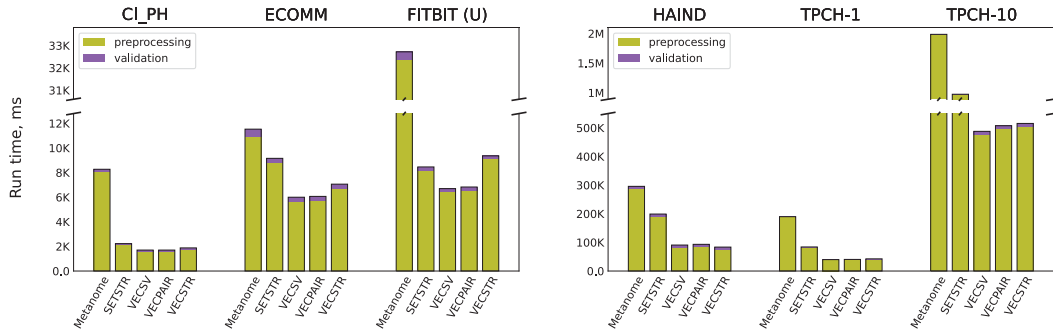 CI_PH ECOMM FITBIT (U)
Run time, ms
33K
32K
31K
12K
10K
8K
6K
4K
2K
0.0
preprocessing
validation
Metanome SETSTR VECSV VECPAIR VECSTR Metanome SETSTR VECSV VECPAIR VECSTR Metanome SETSTR VECSV VECPAIR VECSTR
HAIND TPCH-1 TPCH-10
2M
1.5M
1M
500K
400K
300K
200K
100K
0.0
preprocessing
validation
Metanome SETSTR VECSV VECPAIR VECSTR Metanome SETSTR VECSV VECPAIR VECSTR Metanome SETSTR VECSV VECPAIR VECSTR